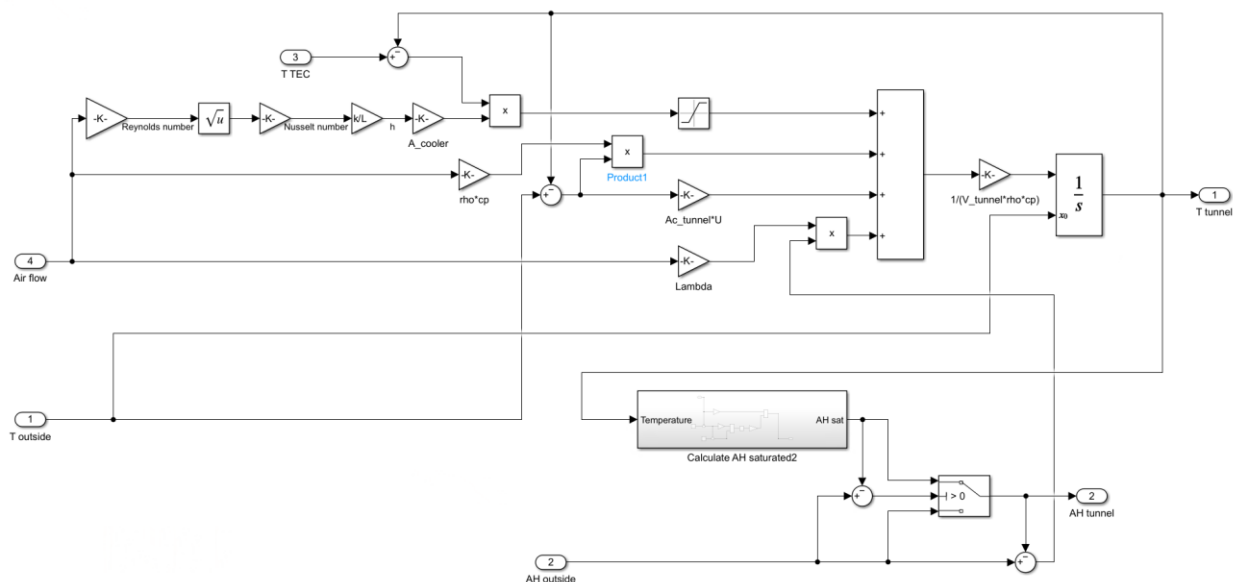 3
T TEC
-K-
Reynolds number
√u
-K-
Nusselt number
k/L
h
-K-
A_cooler
x
+
-K-
rho*cp
x
Product1
+
-K-
Ac_tunnel*U
+
4
Air flow
-K-
Lambda
x
+
-K-
1/(V_tunnel*rho*cp)
1
s
x0
1
T tunnel
+
−
+
−
1
T outside
Temperature
AH sat
Calculate AH saturated2
+
−
> 0
2
AH tunnel
+
−
2
AH outside